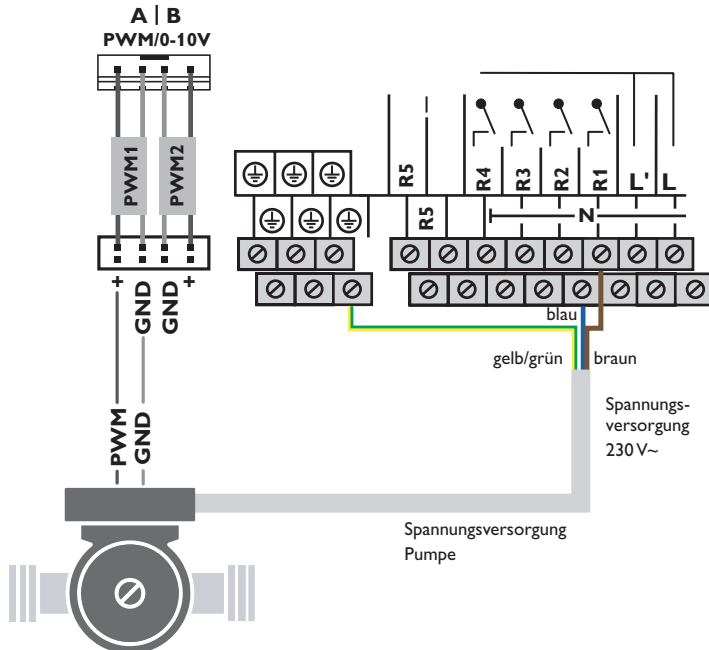 A | B
PWM/0-10V
PWM1
PWM2
R5
R4
R3
R2
R1
L'
L
R5
N
+
GND
GND
+
blau
gelb/grün
braun
PWM
GND
Spannungs-
versorgung
230 V~
Spannungsversorgung
Pumpe